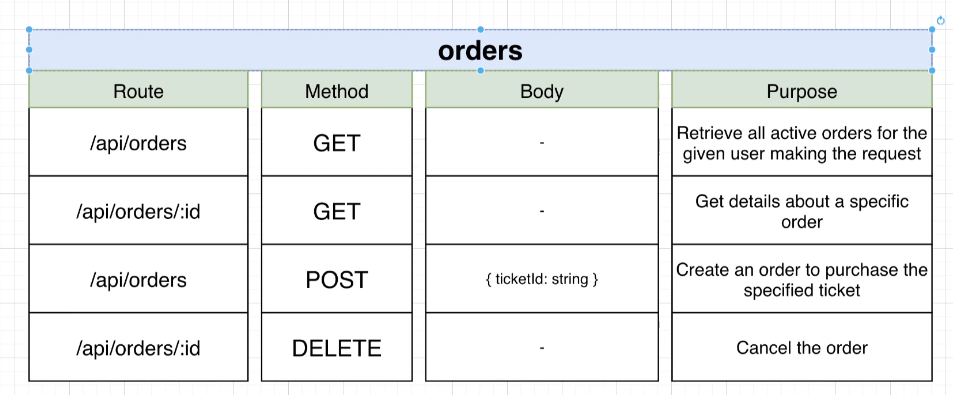 orders
Route Method Body Purpose
/api/orders GET - Retrieve all active orders for the
given user making the request
/api/orders/:id GET - Get details about a specific
order
/api/orders POST { ticketId: string } Create an order to purchase the
specified ticket
/api/orders/:id DELETE - Cancel the order